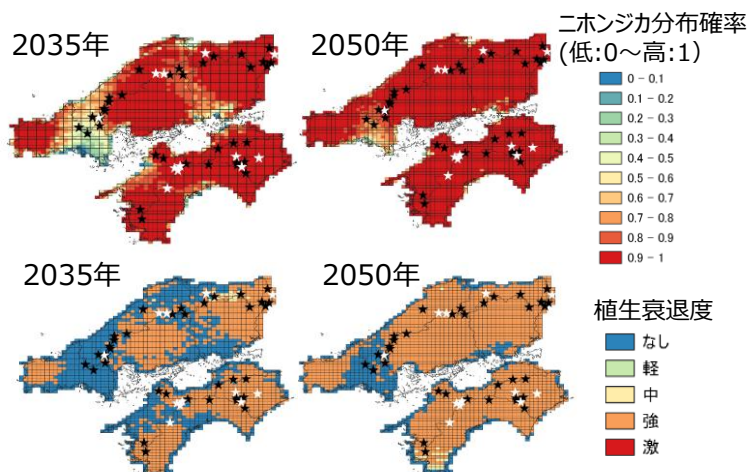 2035年
2050年
ニホンジカ分布確率
(低:0～高:1)
0 - 0.1
0.1 - 0.2
0.2 - 0.3
0.3 - 0.4
0.4 - 0.5
0.5 - 0.6
0.6 - 0.7
0.7 - 0.8
0.8 - 0.9
0.9 - 1
2035年
2050年
植生衰退度
なし
軽
中
強
激